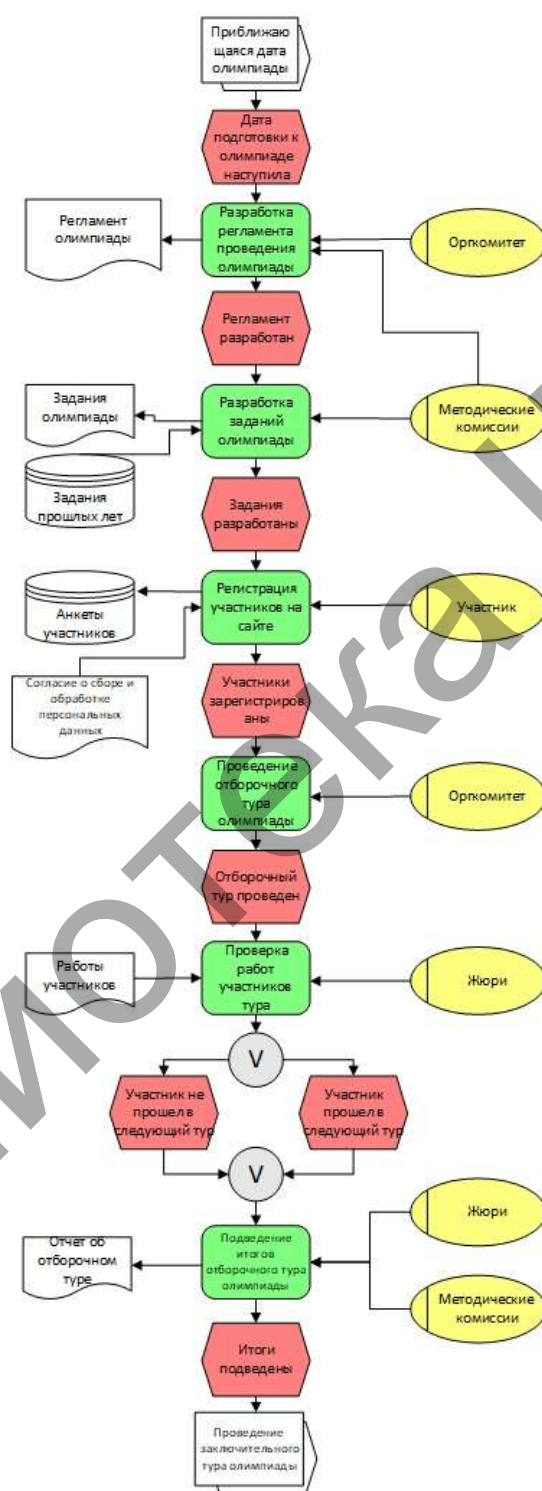 Приближаю
щаяся дата
олимпиады
Дата
подготовки к
олимпиаде
наступила
Регламент
олимпиады
Разработка
регламента
проведения
олимпиады
Оргкомитет
Регламент
разработан
Задания
олимпиады
Разработка
заданий
олимпиады
Методические
комиссии
Задания
прошлых лет
Задания
разработаны
Анкеты
участников
Регистрация
участников на
сайте
Участник
Согласие о сборе и
обработке
персональных
данных
Участники
зарегистриров
аны
Проведение
отборочного
тура
олимпиады
Оргкомитет
Отборочный
тур проведен
Работы
участников
Проверка
работ
участников
тура
Жюри
V
Участник не
прошел в
следующий тур
Участник
прошел в
следующий тур
V
Отчет об
отборочном
туре
Подведение
итогов
отборочного тура
олимпиады
Жюри
Методические
комиссии
Итоги
подведены
Проведение
заключительного
тура олимпиады